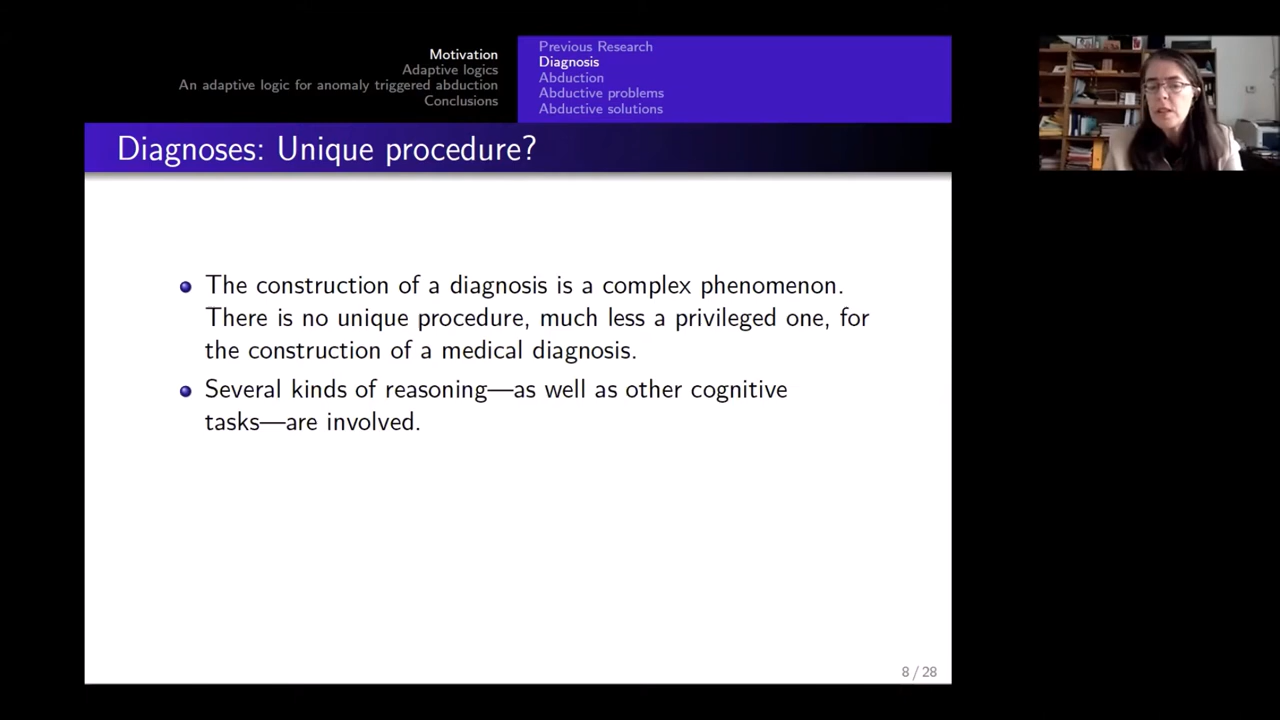 Motivation
Adaptive logics
An adaptive logic for anomaly triggered abduction
Conclusions
Previous Research
Diagnosis
Abduction
Abductive problems
Abductive solutions
Diagnoses: Unique procedure?
The construction of a diagnosis is a complex phenomenon.
There is no unique procedure, much less a privileged one, for
the construction of a medical diagnosis.
Several kinds of reasoning—as well as other cognitive
tasks—are involved.
8 / 28